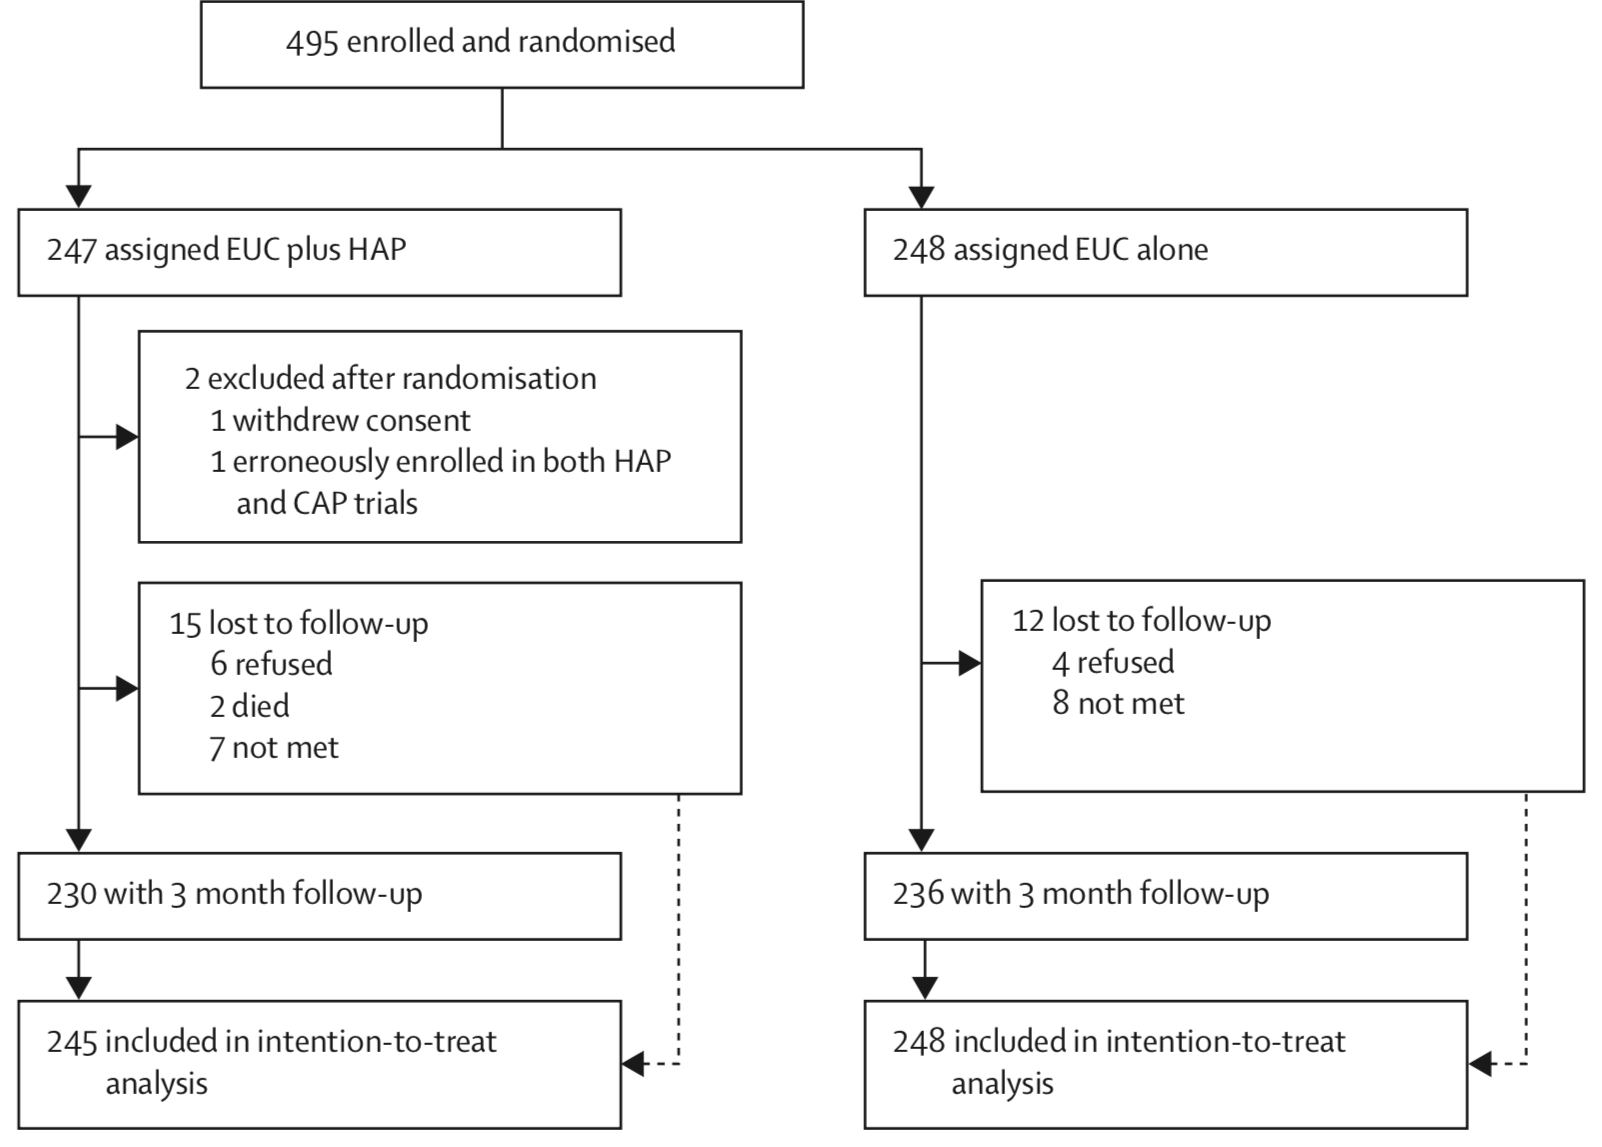 495 enrolled and randomised
247 assigned EUC plus HAP
248 assigned EUC alone
2 excluded after randomisation
1 withdrew consent
1 erroneously enrolled in both HAP
and CAP trials
15 lost to follow-up
6 refused
2 died
7 not met
12 lost to follow-up
4 refused
8 not met
230 with 3 month follow-up
236 with 3 month follow-up
245 included in intention-to-treat
analysis
248 included in intention-to-treat
analysis